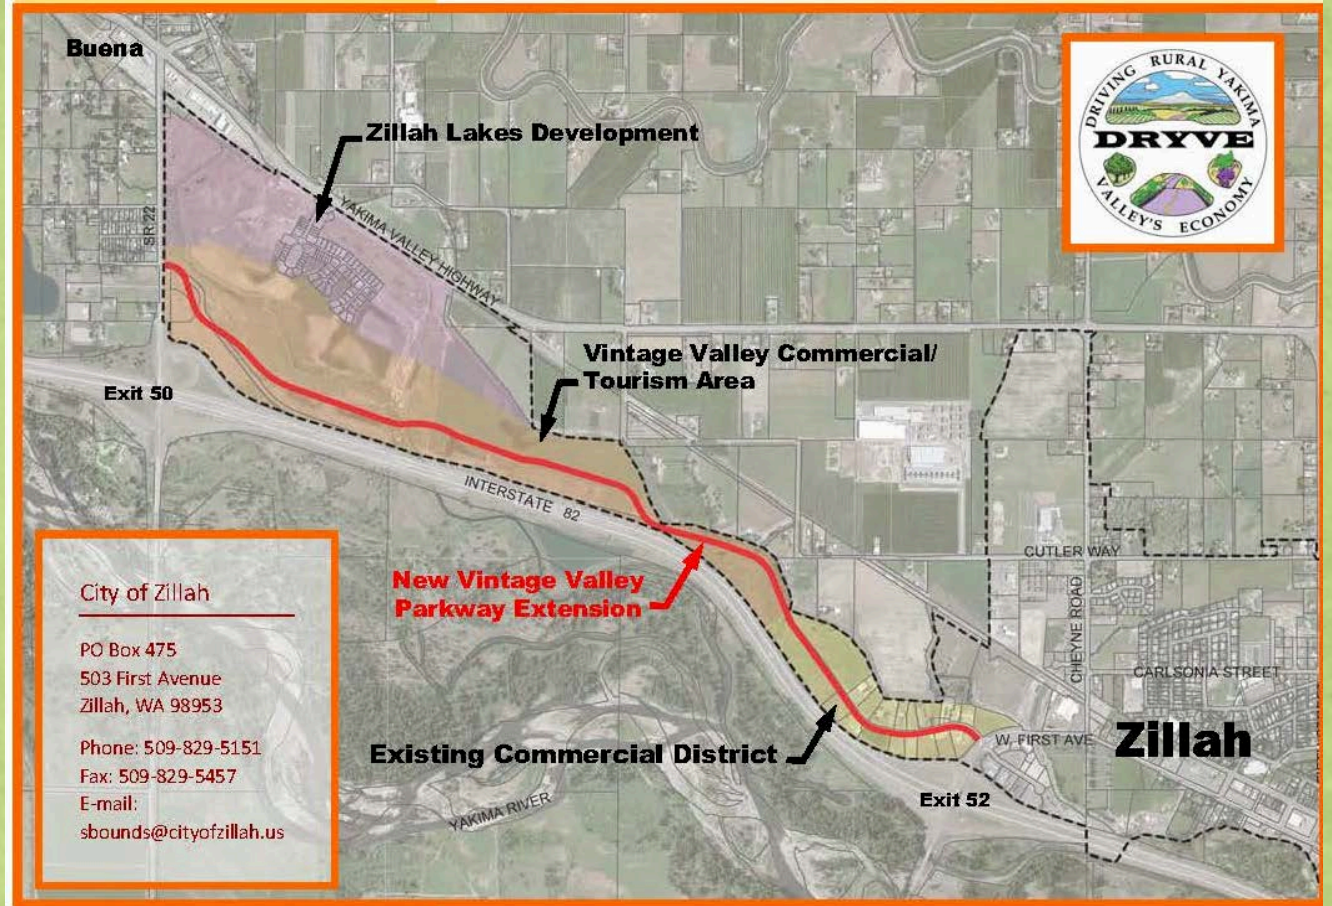 Buena
Zillah Lakes Development
DRIVING RURAL YAKIMA
DRYVE
VALLEY'S ECONOMY
SR 22
YAKIMA VALLEY HIGHWAY
Vintage Valley Commercial/
Tourism Area
Exit 50
INTERSTATE 82
New Vintage Valley
Parkway Extension
CUTLER WAY
CHEYNE ROAD
CARLSONIA STREET
Existing Commercial District
W. FIRST AVE
Zillah
Exit 52
YAKIMA RIVER
City of Zillah
PO Box 475
503 First Avenue
Zillah, WA 98953
Phone: 509-829-5151
Fax: 509-829-5457
E-mail:
sbounds@cityofzillah.us